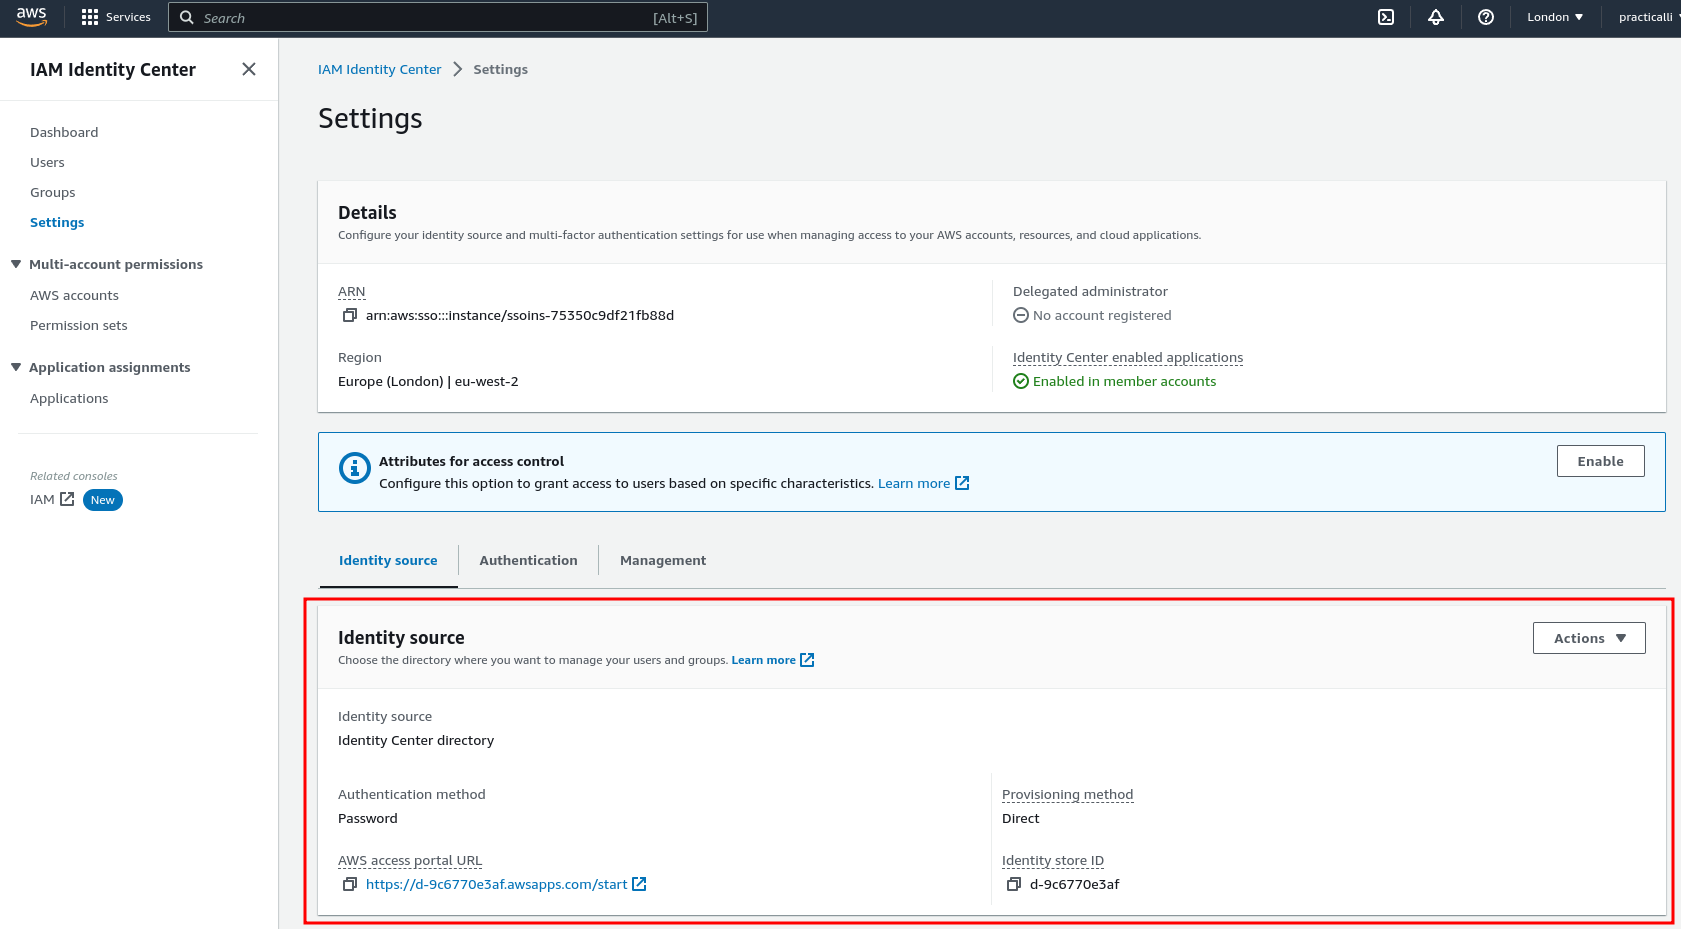 aws
Services
Search
[Alt+S]
London
practicalli
IAM Identity Center
Dashboard
Users
Groups
Settings
Multi-account permissions
AWS accounts
Permission sets
Application assignments
Applications
Related consoles
IAM
New
IAM Identity Center
Settings
Settings
Details
Configure your identity source and multi-factor authentication settings for use when managing access to your AWS accounts, resources, and cloud applications.
ARN
arn:aws:sso:::instance/ssoins-75350c9df21fb88d
Delegated administrator
No account registered
Region
Europe (London) | eu-west-2
Identity Center enabled applications
Enabled in member accounts
Attributes for access control
Configure this option to grant access to users based on specific characteristics. Learn more
Enable
Identity source
Authentication
Management
Identity source
Choose the directory where you want to manage your users and groups. Learn more
Actions
Identity source
Identity Center directory
Authentication method
Password
Provisioning method
Direct
AWS access portal URL
https://d-9c6770e3af.awsapps.com/start
Identity store ID
d-9c6770e3af